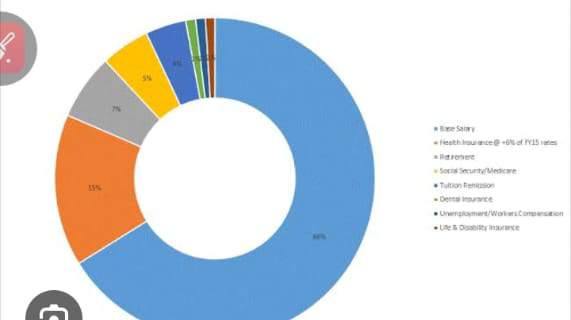 5%
4%
7%
15%
66%
Base Salary
Health Insurance @ +6% of FY15 rates
Retirement
Social Security/Medicare
Tuition Remission
Dental Insurance
Unemployment/Workers Compensation
Life & Disability Insurance